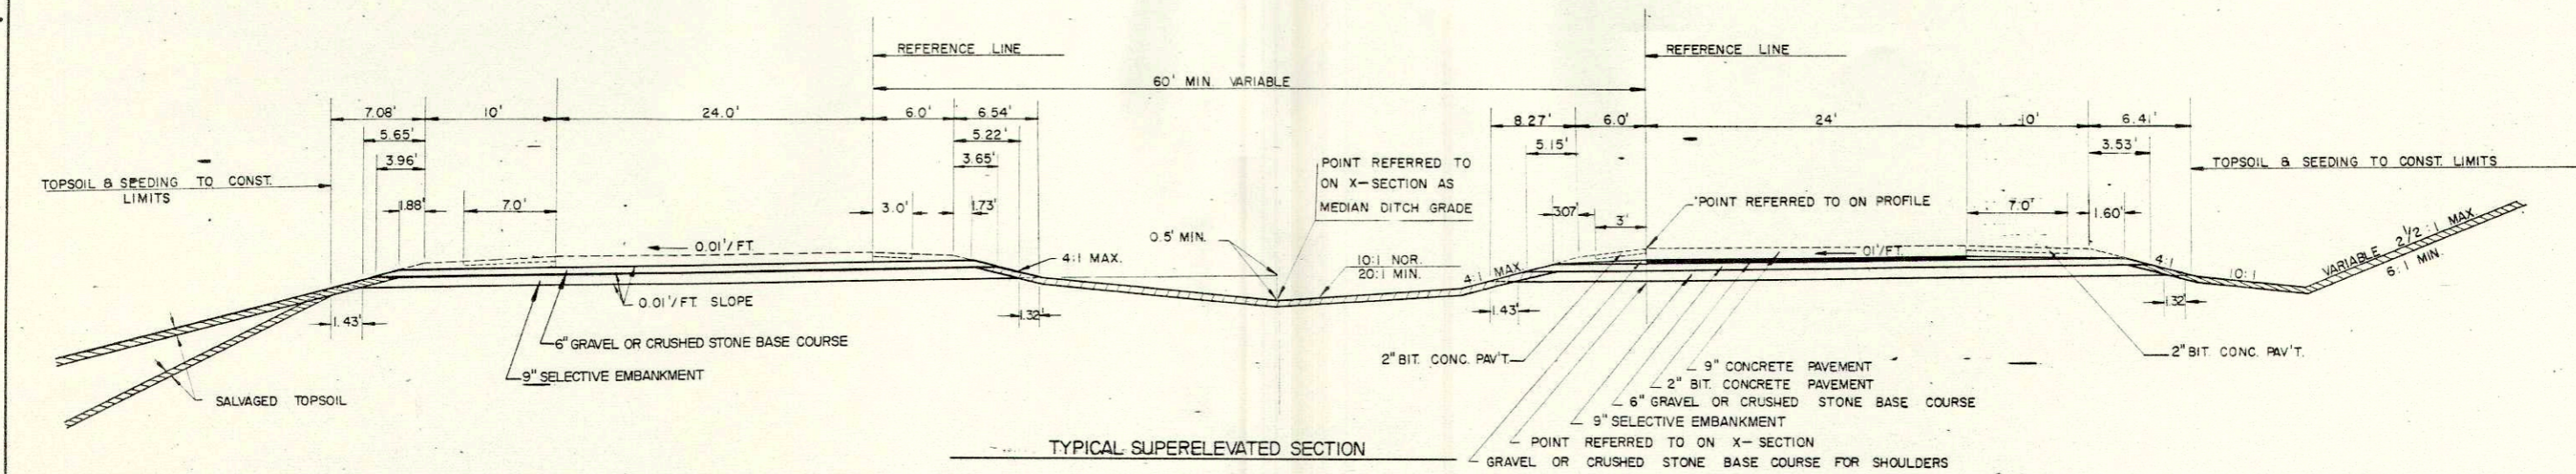 REFERENCE LINE
REFERENCE LINE
60' MIN. VARIABLE
7.08' 10' 24.0' 6.0' 6.54'
8.27' 6.0' 24' 10' 6.41'
5.65' 5.22'
5.15' 3.53'
3.96' 3.65'
TOPSOIL & SEEDING TO CONST.
LIMITS
POINT REFERRED TO
ON X-SECTION AS
MEDIAN DITCH GRADE
TOPSOIL & SEEDING TO CONST. LIMITS
1.88' 7.0' 3.0' 1.73'
3.07' 3' 7.0' 1.60'
POINT REFERRED TO ON PROFILE
0.5' MIN.
0.01'/FT.
4:1 MAX.
10:1 NOR.
20:1 MIN.
4:1 MAX
.01'/FT.
4:1
10:1
VARIABLE 2 1/2:1 MAX
6:1 MIN.
0.01'/FT. SLOPE
1.43' 1.32' 1.43' 1.32'
6" GRAVEL OR CRUSHED STONE BASE COURSE
9" SELECTIVE EMBANKMENT
SALVAGED TOPSOIL
2" BIT. CONC. PAV'T.
2" BIT. CONC. PAV'T.
9" CONCRETE PAVEMENT
2" BIT. CONCRETE PAVEMENT
6" GRAVEL OR CRUSHED STONE BASE COURSE
9" SELECTIVE EMBANKMENT
POINT REFERRED TO ON X-SECTION
GRAVEL OR CRUSHED STONE BASE COURSE FOR SHOULDERS
TYPICAL SUPERELEVATED SECTION